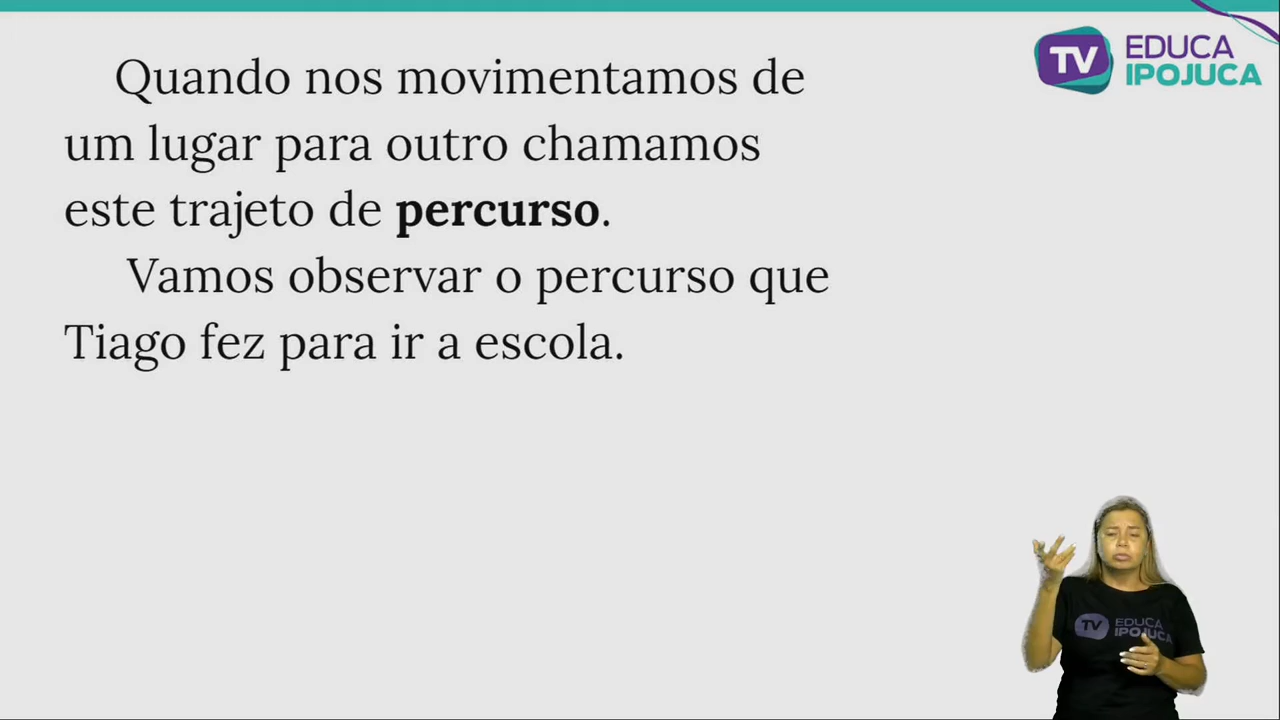 Quando nos movimentamos de
um lugar para outro chamamos
este trajeto de percurso.
Vamos observar o percurso que
Tiago fez para ir a escola.
TV EDUCA
IPOJUCA
TV EDUCA
IPOJUCA